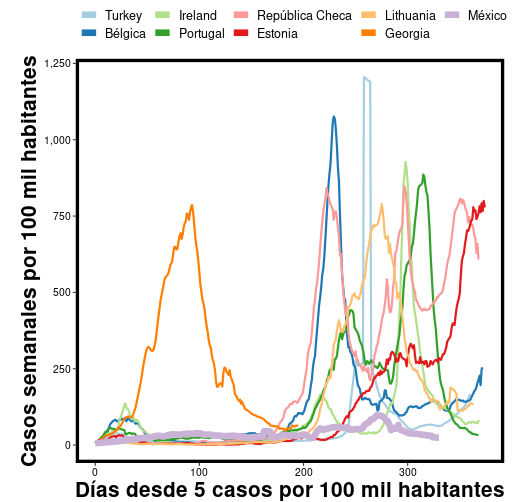 Turkey Ireland República Checa Lithuania México
Bélgica Portugal Estonia Georgia
Casos semanales por 100 mil habitantes
1,250
1,000
750
500
250
0
0 100 200 300
Días desde 5 casos por 100 mil habitantes